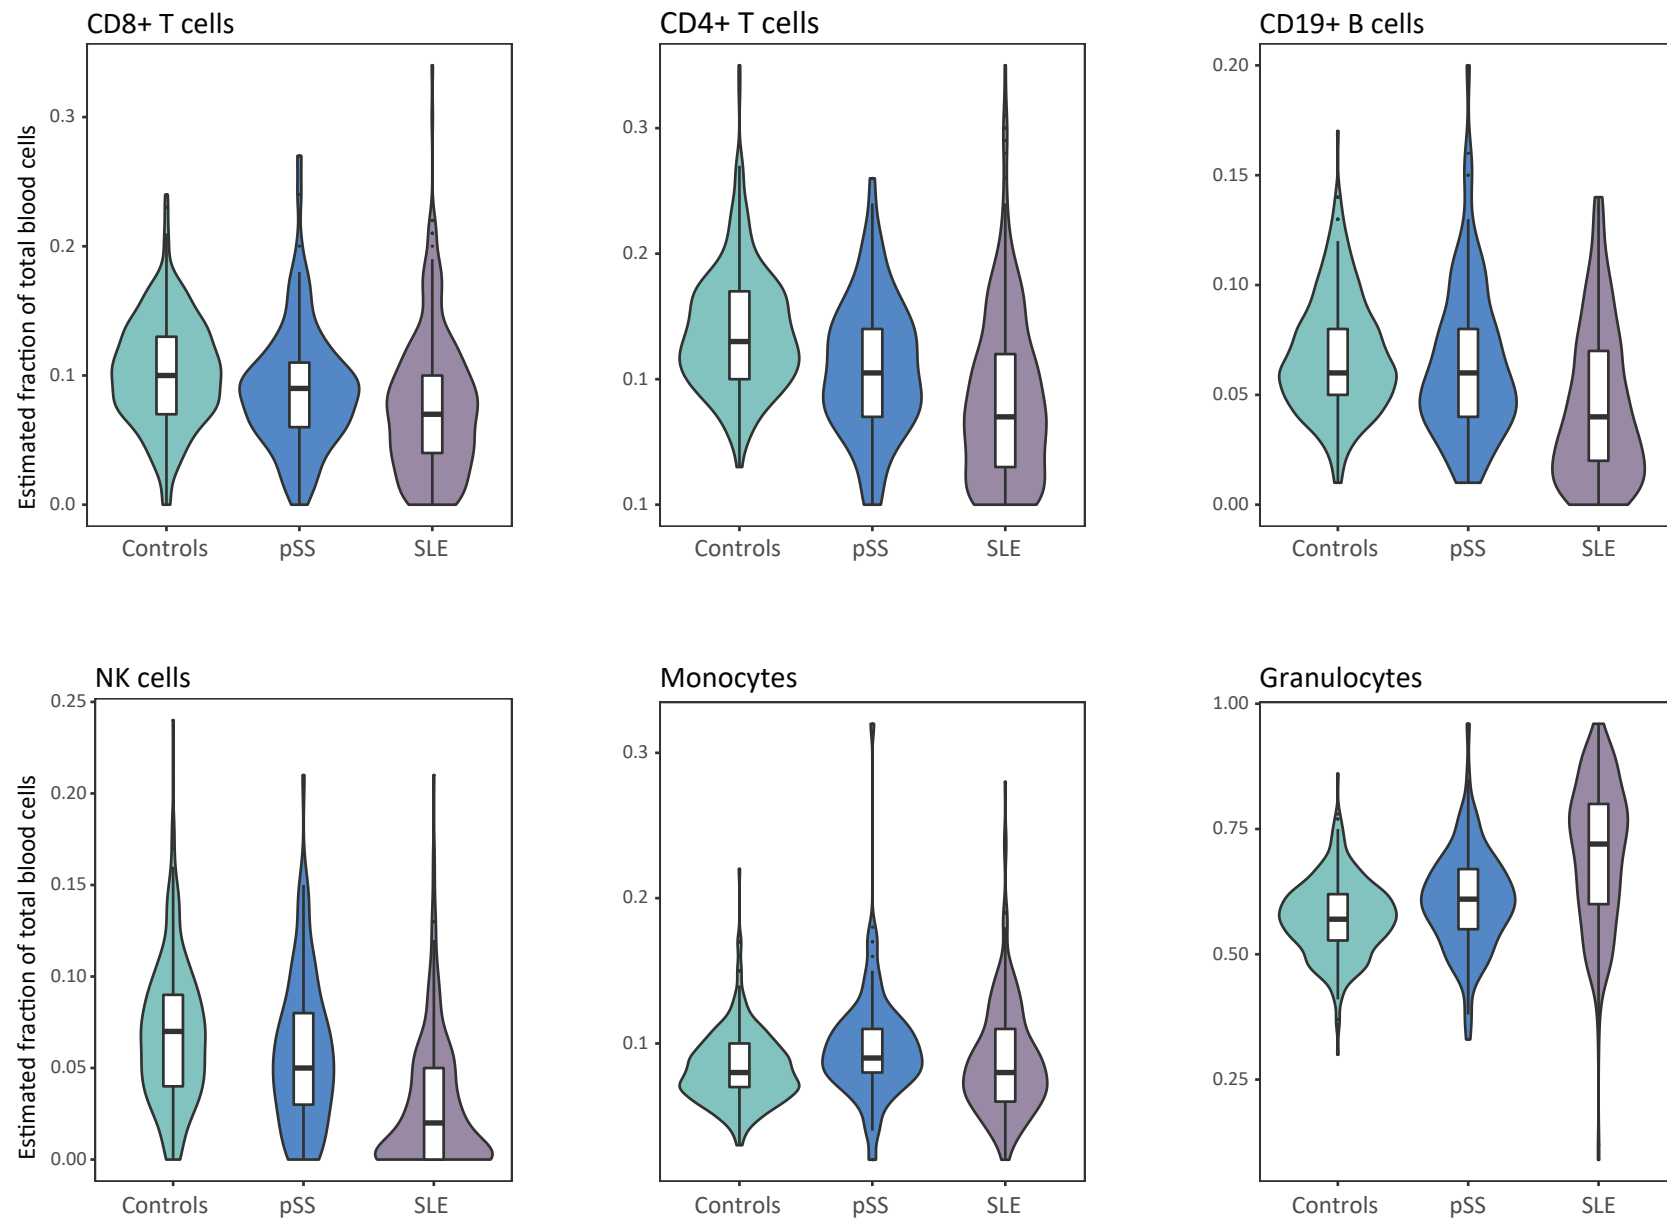 CD8+ T cells
CD4+ T cells
CD19+ B cells
Estimated fraction of total blood cells
0.3
0.2
0.1
0.0
Controls pSS SLE
0.3
0.2
0.1
0.1
Controls pSS SLE
0.20
0.15
0.10
0.05
0.00
Controls pSS SLE
NK cells
Monocytes
Granulocytes
Estimated fraction of total blood cells
0.25
0.20
0.15
0.10
0.05
0.00
Controls pSS SLE
0.3
0.2
0.1
Controls pSS SLE
1.00
0.75
0.50
0.25
Controls pSS SLE